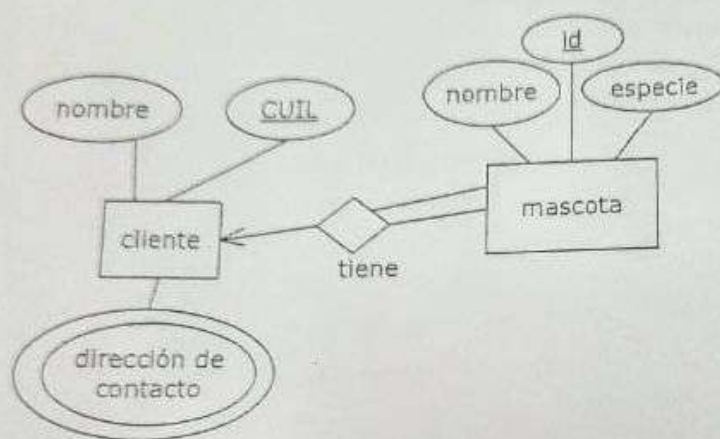 id
nombre
CUIL
nombre
especie
cliente
mascota
tiene
dirección de
contacto